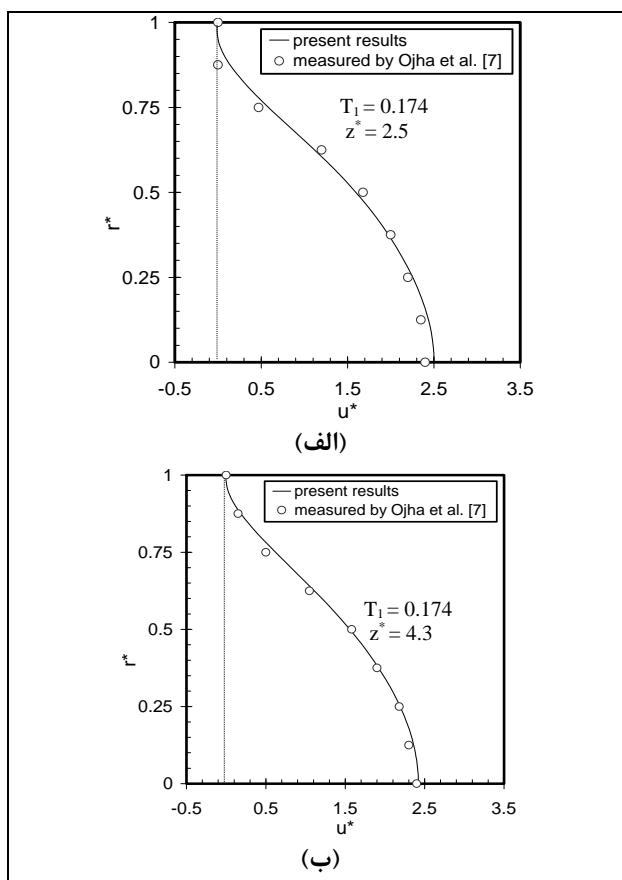 1
present results
measured by Ojha et al. [7]
T₁ = 0.174
z* = 2.5
0.75
0.5
0.25
0
r*
-0.5 0.5 1.5 2.5 3.5
u*
(الف)
1
present results
measured by Ojha et al. [7]
T₁ = 0.174
z* = 4.3
0.75
0.5
0.25
0
r*
-0.5 0.5 1.5 2.5 3.5
u*
(ب)